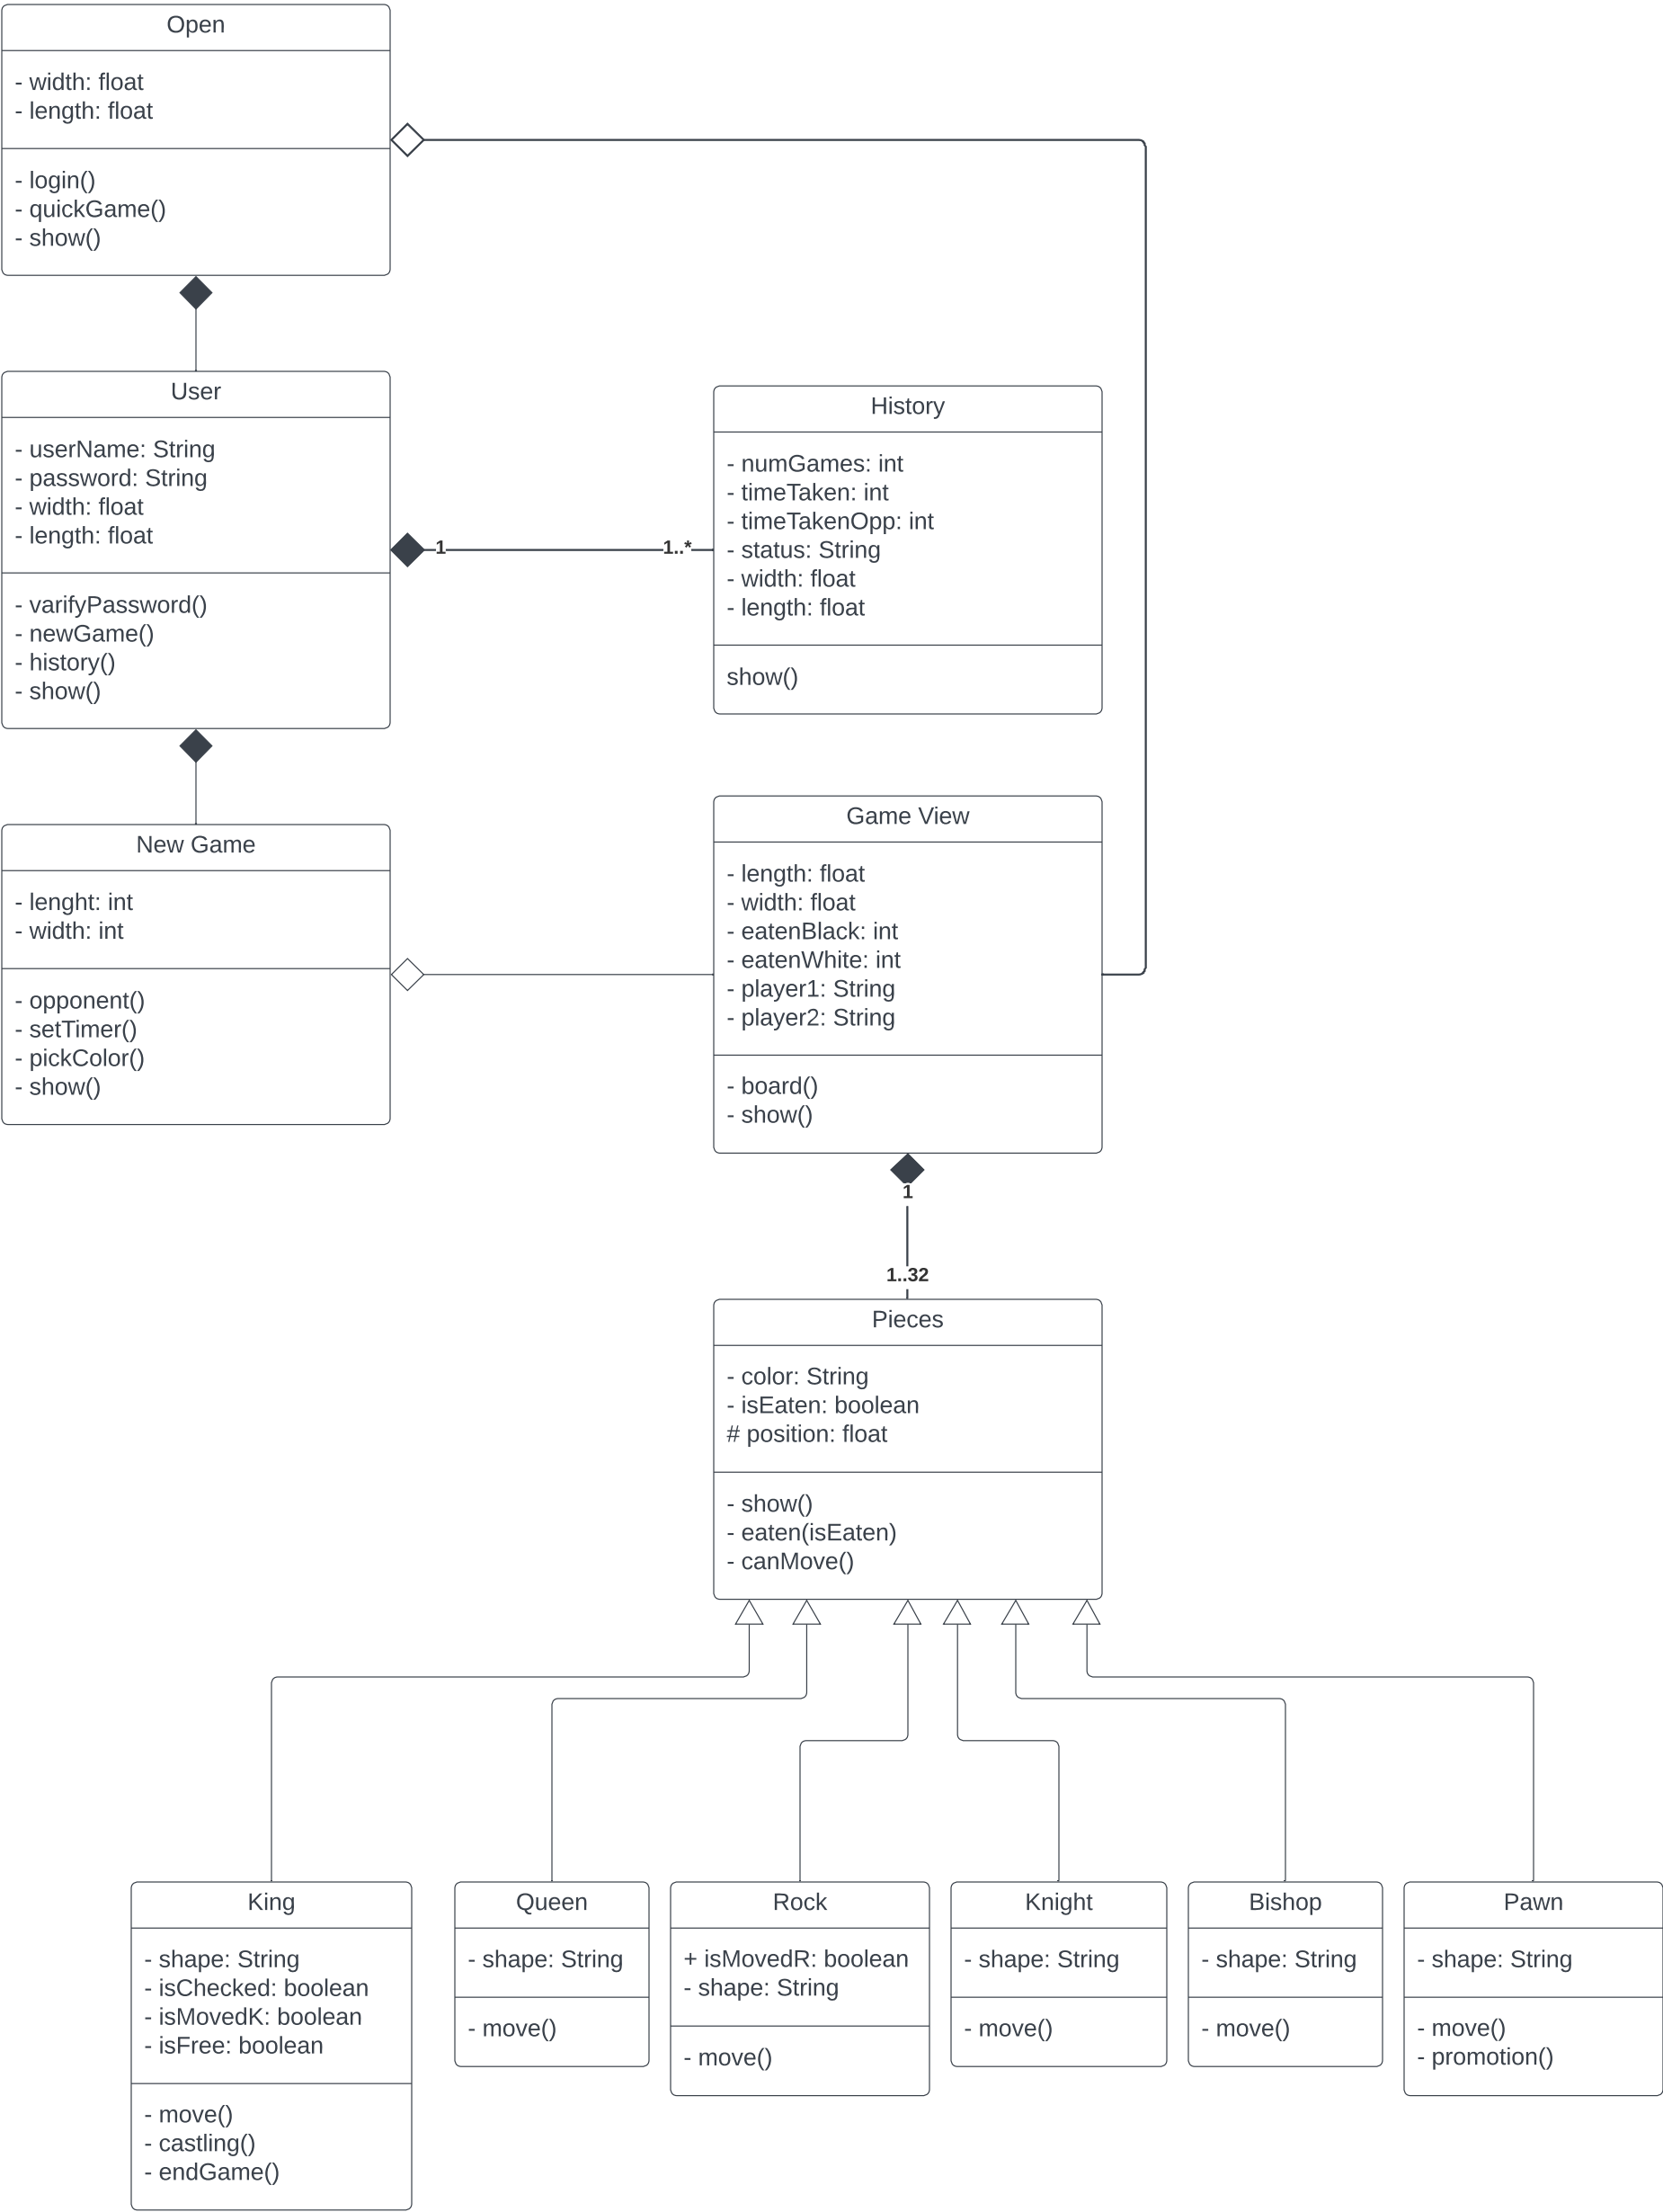 Open
- width: float
- length: float
- login()
- quickGame()
- show()
User
- userName: String
- password: String
- width: float
- length: float
- varifyPassword()
- newGame()
- history()
- show()
1
1..*
History
- numGames: int
- timeTaken: int
- timeTakenOpp: int
- status: String
- width: float
- length: float
show()
New Game
- lenght: int
- width: int
- opponent()
- setTimer()
- pickColor()
- show()
Game View
- length: float
- width: float
- eatenBlack: int
- eatenWhite: int
- player1: String
- player2: String
- board()
- show()
1
1..32
Pieces
- color: String
- isEaten: boolean
# position: float
- show()
- eaten(isEaten)
- canMove()
King
- shape: String
- isChecked: boolean
- isMovedK: boolean
- isFree: boolean
- move()
- castling()
- endGame()
Queen
- shape: String
- move()
Rock
+ isMovedR: boolean
- shape: String
- move()
Knight
- shape: String
- move()
Bishop
- shape: String
- move()
Pawn
- shape: String
- move()
- promotion()